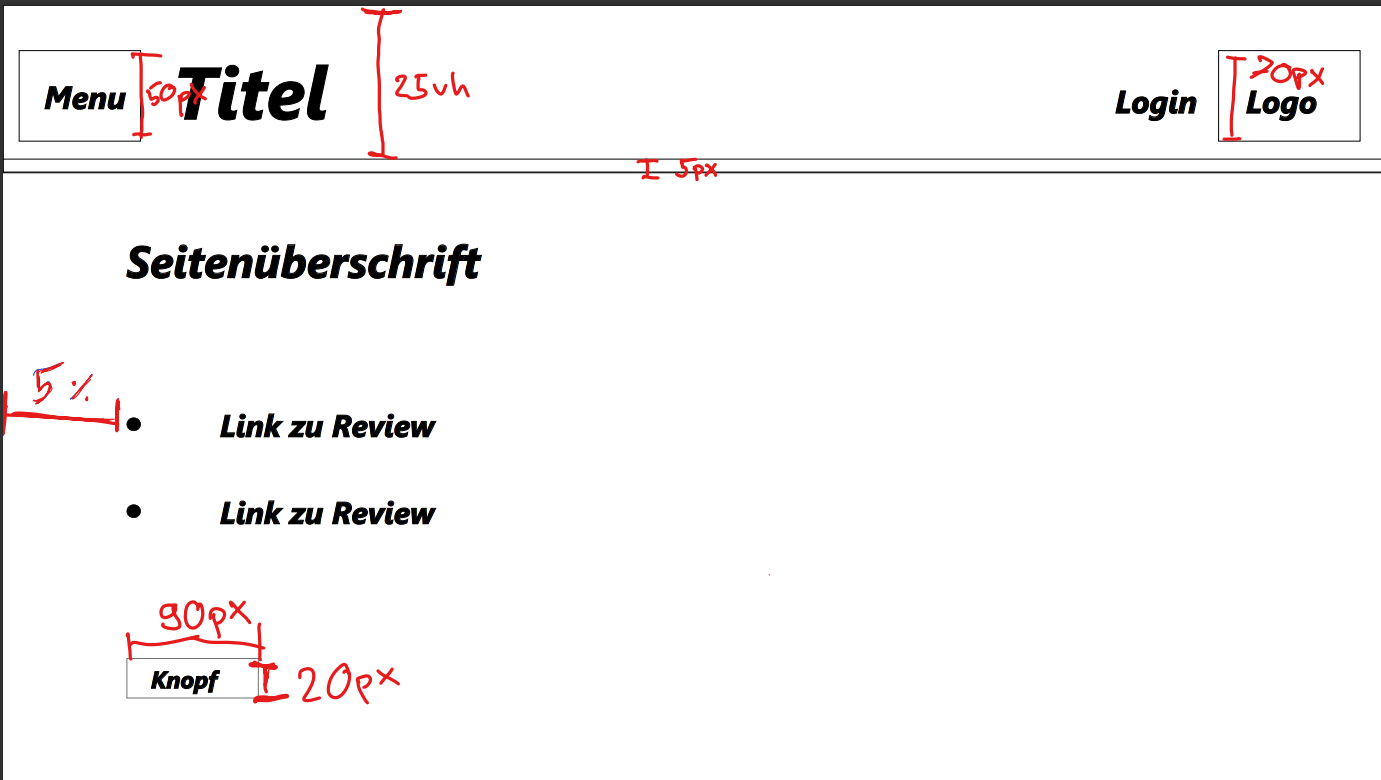 Menu
50px
Titel
25vh
Login
70px
Logo
5px
Seitenüberschrift
5%
• Link zu Review
• Link zu Review
90px
Knopf
20px